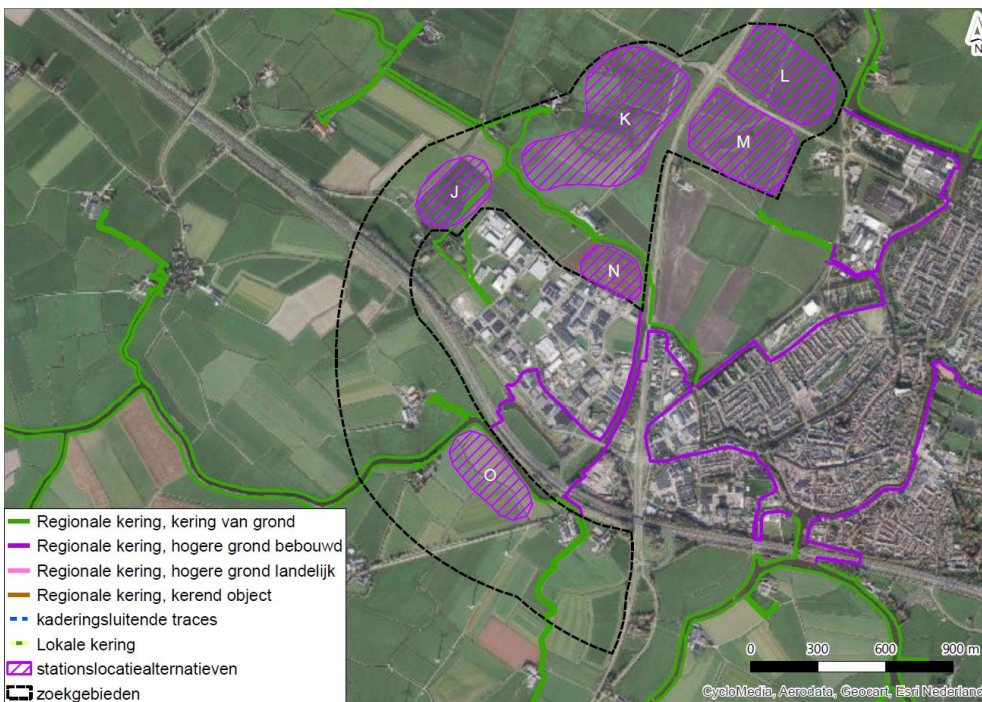 N
L
K
M
J
N
O
Regionale kering, kering van grond
Regionale kering, hogere grond bebouwd
Regionale kering, hogere grond landelijk
Regionale kering, kerend object
kaderingsluitende traces
Lokale kering
stationslocatiealternatieven
zoekgebieden
0 300 600 900 m
CycloMedia, Aerodata, Geocart, Esri Nederland